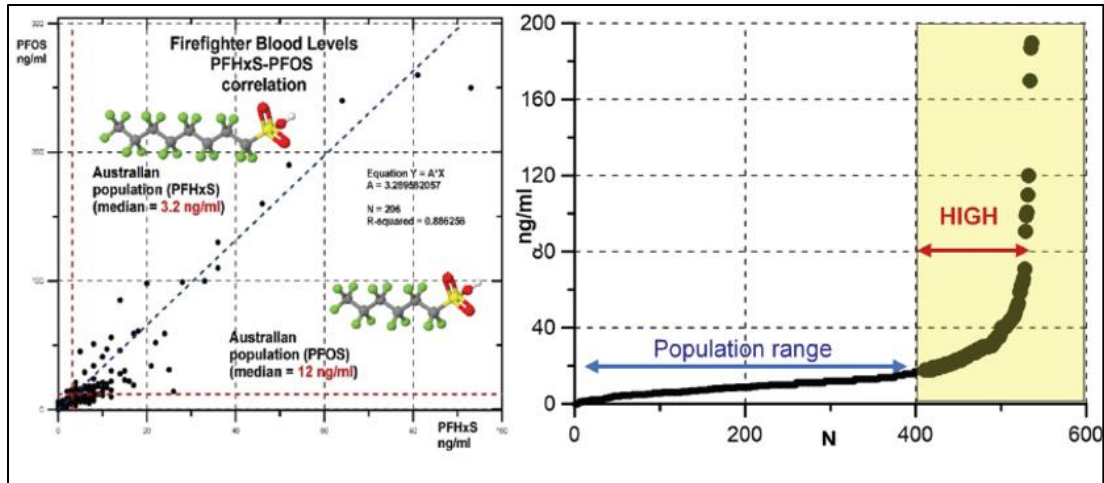 PFOS
ng/ml
Firefighter Blood Levels
PFHxS-PFOS
correlation
Australian
population (PFHxS)
(median = 3.2 ng/ml)
Equation Y = A*X
A = 3.289582057
N = 206
R-squared = 0.886256
Australian
population (PFOS)
(median = 12 ng/ml)
0
20
40
60
80
100
PFHxS
ng/ml
200
160
120
80
40
0
ng/ml
HIGH
Population range
0
200
N
400
600